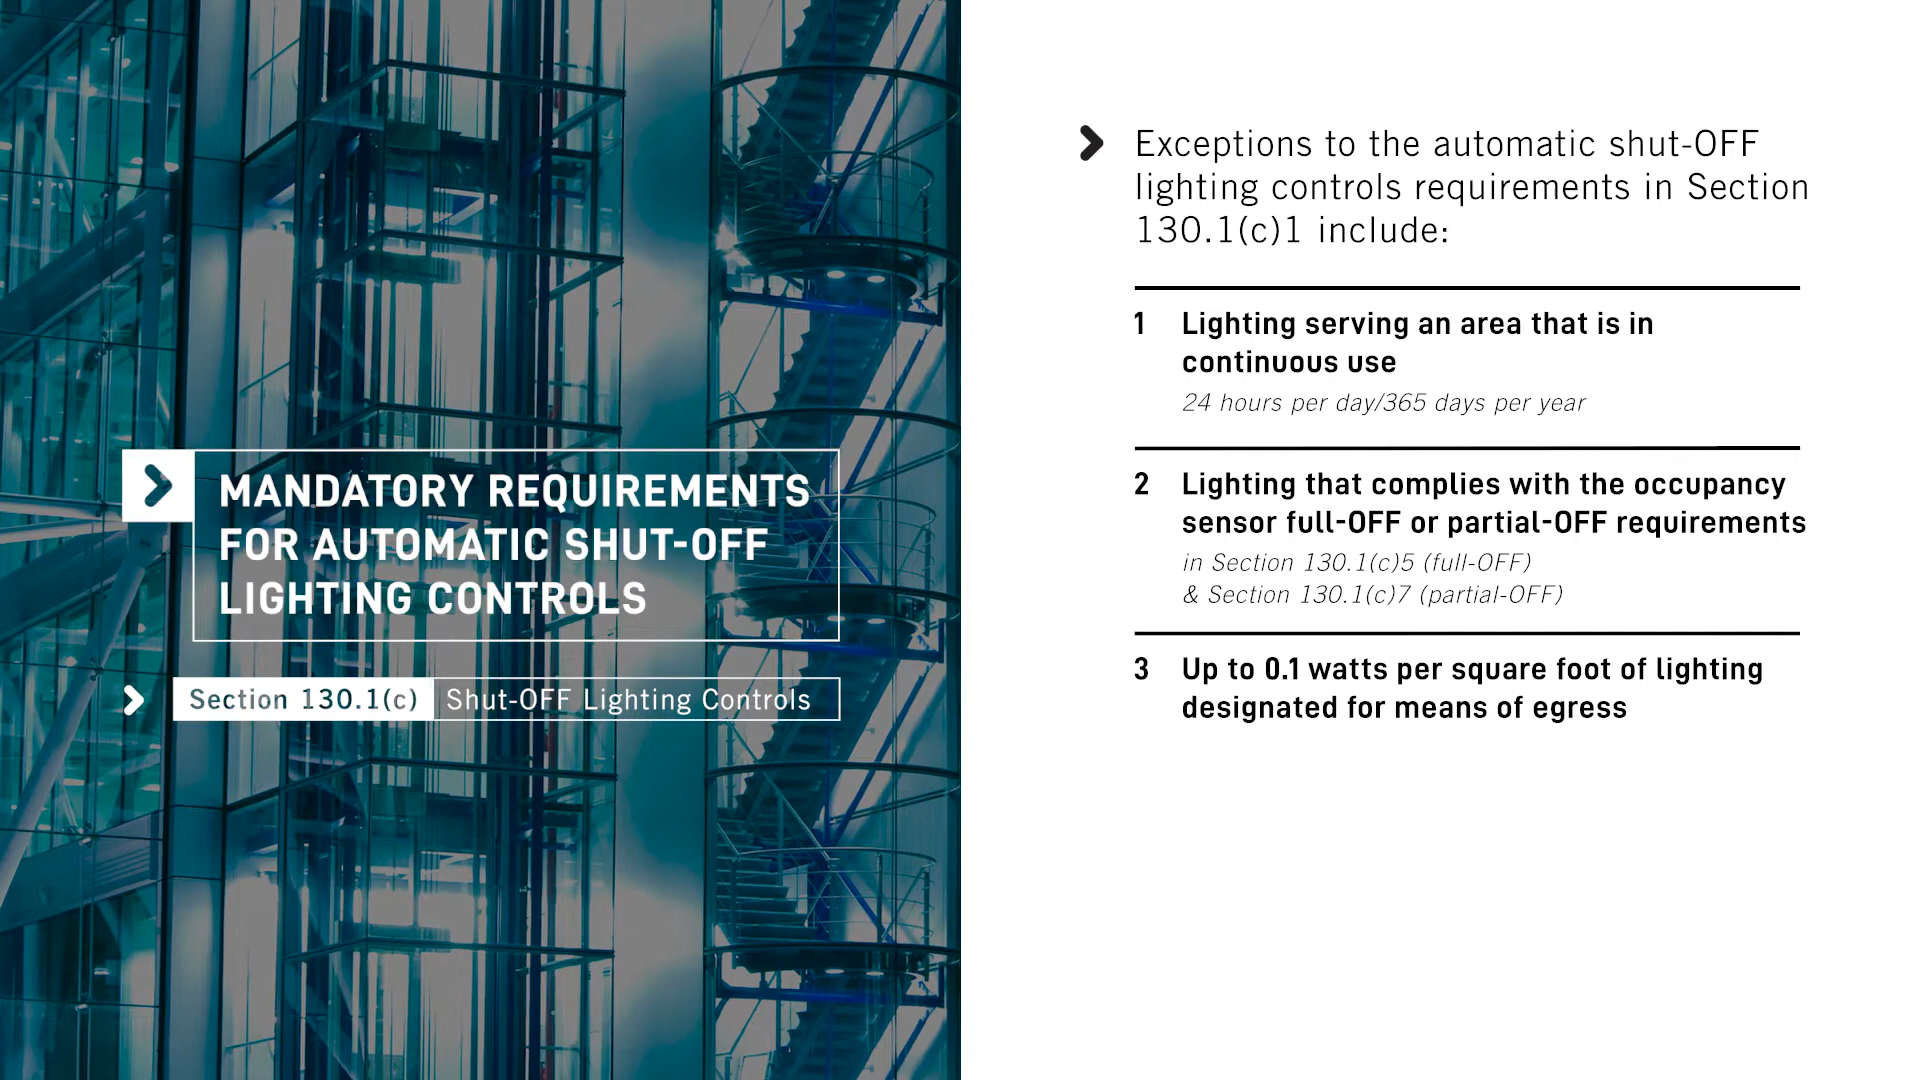 MANDATORY REQUIREMENTS
FOR AUTOMATIC SHUT-OFF
LIGHTING CONTROLS
Section 130.1(c) Shut-OFF Lighting Controls
Exceptions to the automatic shut-OFF
lighting controls requirements in Section
130.1(c)1 include:
1 Lighting serving an area that is in
continuous use
24 hours per day/365 days per year
2 Lighting that complies with the occupancy
sensor full-OFF or partial-OFF requirements
in Section 130.1(c)5 (full-OFF)
& Section 130.1(c)7 (partial-OFF)
3 Up to 0.1 watts per square foot of lighting
designated for means of egress